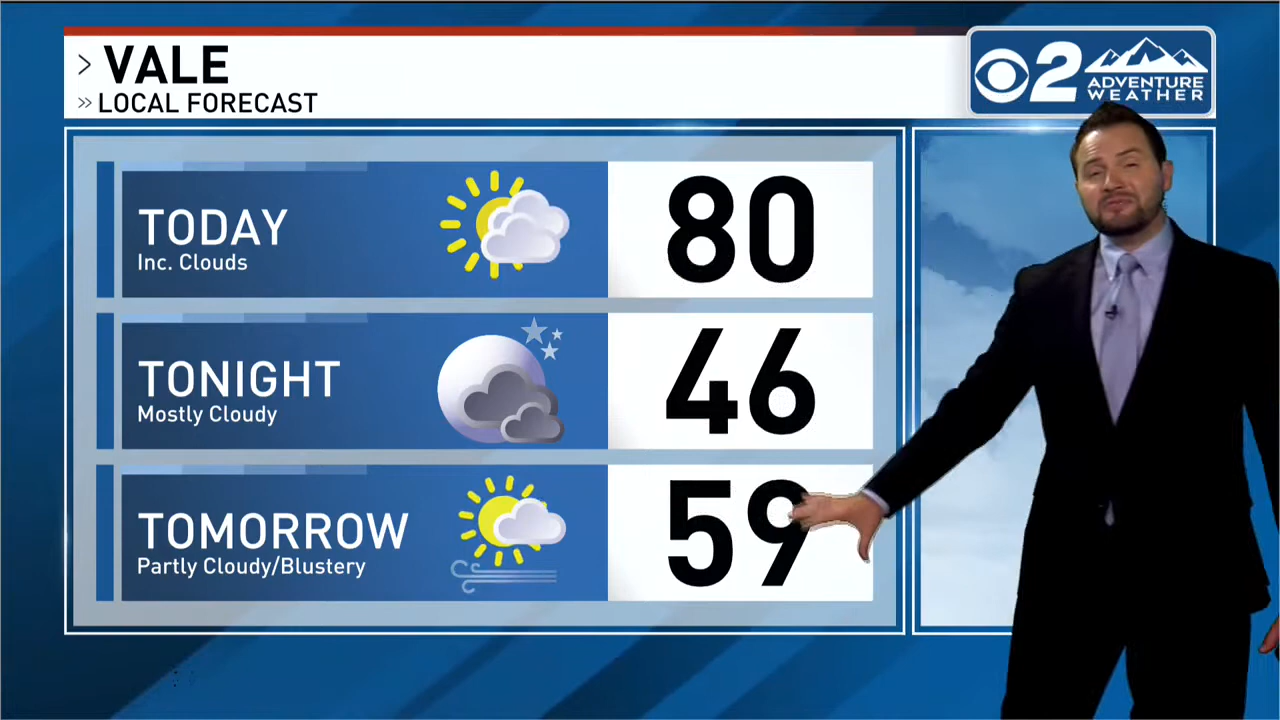 > VALE
» LOCAL FORECAST
2 ADVENTURE
WEATHER
TODAY
Inc. Clouds
80
TONIGHT
Mostly Cloudy
46
TOMORROW
Partly Cloudy/Blustery
59